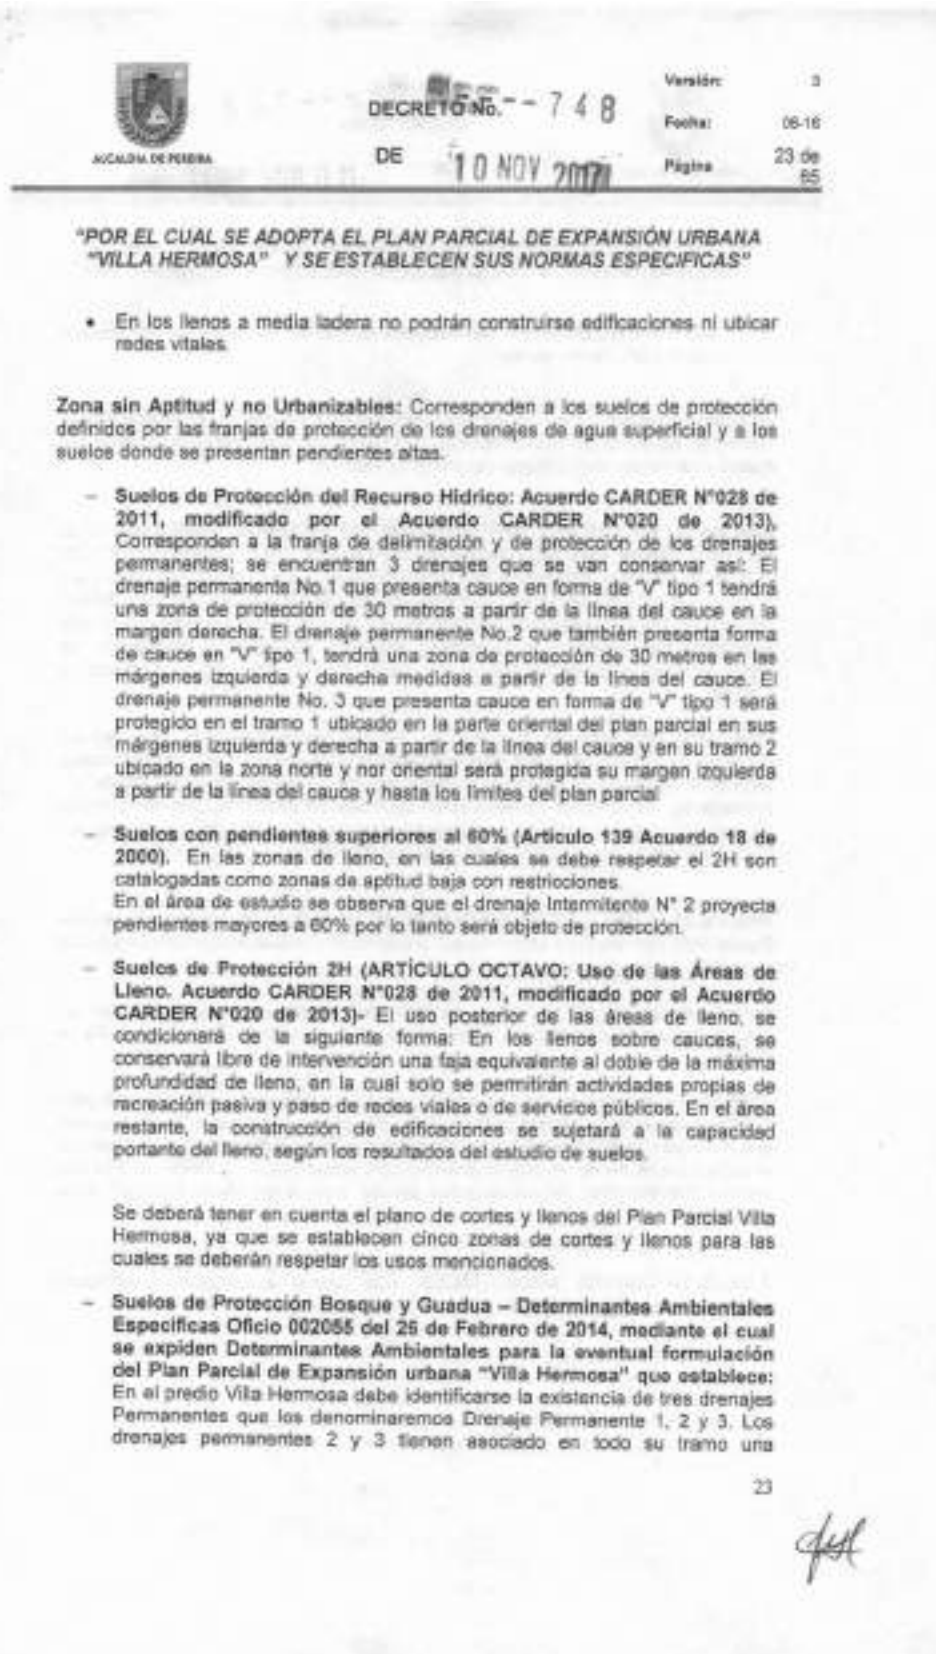 ALCALDIA DE PEREIRA
DECRETO No. -- 748
DE 10 NOV 2017
Versión: 3
Fecha: 08-16
Página 23 de 65
"POR EL CUAL SE ADOPTA EL PLAN PARCIAL DE EXPANSIÓN URBANA
"VILLA HERMOSA" Y SE ESTABLECEN SUS NORMAS ESPECIFICAS"
• En los llenos a media ladera no podrán construirse edificaciones ni ubicar
redes vitales.
Zona sin Aptitud y no Urbanizables: Corresponden a los suelos de protección
definidos por las franjas de protección de los drenajes de agua superficial y a los
suelos donde se presentan pendientes altas.
– Suelos de Protección del Recurso Hídrico: Acuerdo CARDER N°028 de
2011, modificado por el Acuerdo CARDER N°020 de 2013),
Corresponden a la franja de delimitación y de protección de los drenajes
permanentes; se encuentran 3 drenajes que se van conservar así: El
drenaje permanente No.1 que presenta cauce en forma de "V" tipo 1 tendrá
una zona de protección de 30 metros a partir de la línea del cauce en la
margen derecha. El drenaje permanente No.2 que también presenta forma
de cauce en "V" tipo 1, tendrá una zona de protección de 30 metros en las
márgenes izquierda y derecha medidas a partir de la línea del cauce. El
drenaje permanente No. 3 que presenta cauce en forma de "V" tipo 1 será
protegido en el tramo 1 ubicado en la parte oriental del plan parcial en sus
márgenes izquierda y derecha a partir de la línea del cauce y en su tramo 2
ubicado en la zona norte y nor oriental será protegida su margen izquierda
a partir de la línea del cauce y hasta los límites del plan parcial
– Suelos con pendientes superiores al 60% (Articulo 139 Acuerdo 18 de
2000). En las zonas de lleno, en las cuales se debe respetar el 2H son
catalogadas como zonas de aptitud baja con restricciones.
En el área de estudio se observa que el drenaje Intermitente N° 2 proyecta
pendientes mayores a 60% por lo tanto será objeto de protección.
– Suelos de Protección 2H (ARTÍCULO OCTAVO: Uso de las Áreas de
Lleno. Acuerdo CARDER N°028 de 2011, modificado por el Acuerdo
CARDER N°020 de 2013)- El uso posterior de las áreas de lleno, se
condicionará de la siguiente forma: En los llenos sobre cauces, se
conservará libre de intervención una faja equivalente al doble de la máxima
profundidad de lleno, en la cual solo se permitirán actividades propias de
recreación pasiva y paso de redes viales o de servicios públicos. En el área
restante, la construcción de edificaciones se sujetará a la capacidad
portante del lleno, según los resultados del estudio de suelos.
Se deberá tener en cuenta el plano de cortes y llenos del Plan Parcial Villa
Hermosa, ya que se establecen cinco zonas de cortes y llenos para las
cuales se deberán respetar los usos mencionados.
– Suelos de Protección Bosque y Guadua – Determinantes Ambientales
Especificas Oficio 002055 del 25 de Febrero de 2014, mediante el cual
se expiden Determinantes Ambientales para la eventual formulación
del Plan Parcial de Expansión urbana "Villa Hermosa" que establece:
En el predio Villa Hermosa debe identificarse la existencia de tres drenajes
Permanentes que los denominaremos Drenaje Permanente 1, 2 y 3. Los
drenajes permanentes 2 y 3 tienen asociado en todo su tramo una
23